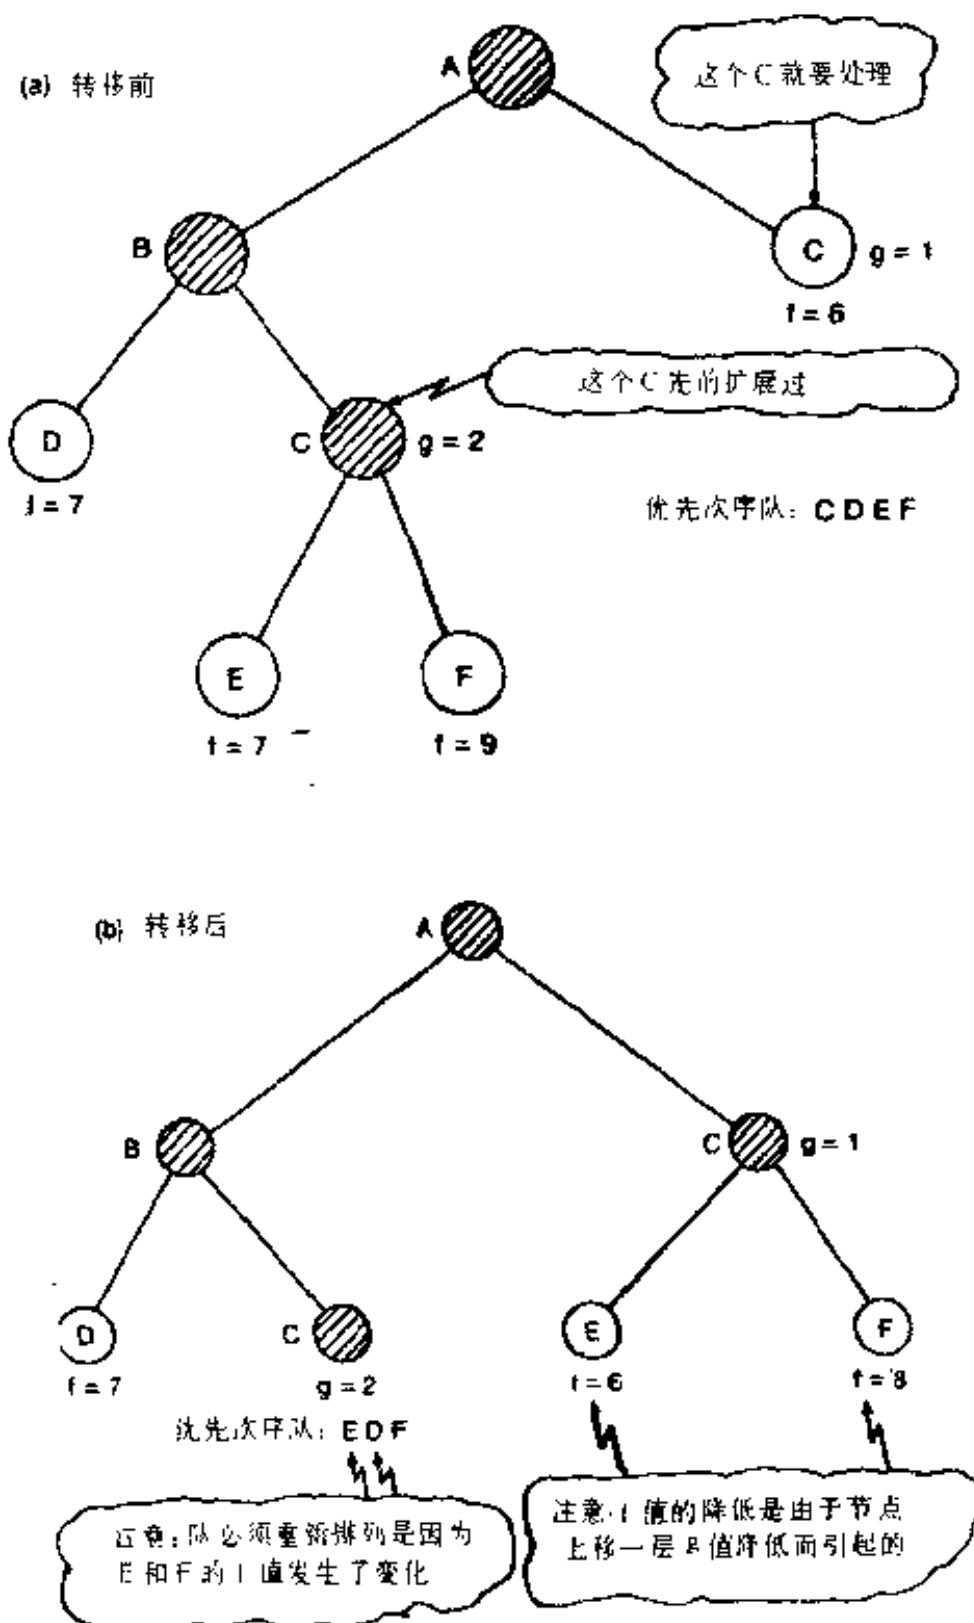 (a) 转移前
A
这个C就要处理
B
C g = 1
f = 6
这个C先前扩展过
D
C g = 2
f = 7
优先次序队: C D E F
E
F
f = 7
f = 9
(b) 转移后
A
B
C g = 1
D
C
E
F
f = 7
g = 2
f = 6
f = 8
优先次序队: E D F
注意:队必须重新排列是因为
E和F的f值发生了变化
注意:f值的降低是由于节点
上移一层g值降低而引起的